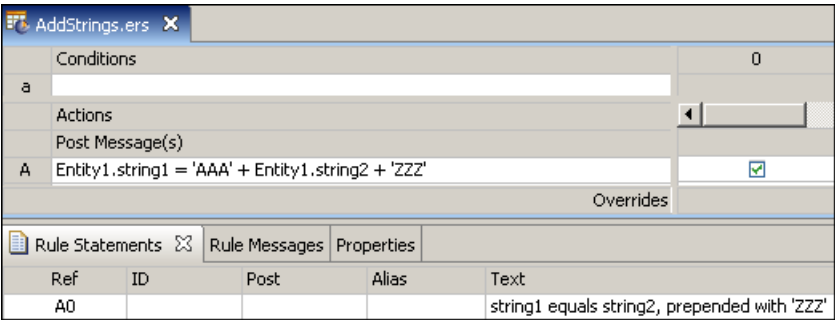 AddStrings.ers
Conditions 0
a
Actions
Post Message(s)
A Entity1.string1 = 'AAA' + Entity1.string2 + 'ZZZ'
Overrides
Rule Statements Rule Messages Properties
Ref ID Post Alias Text
A0 string1 equals string2, prepended with 'ZZZ'